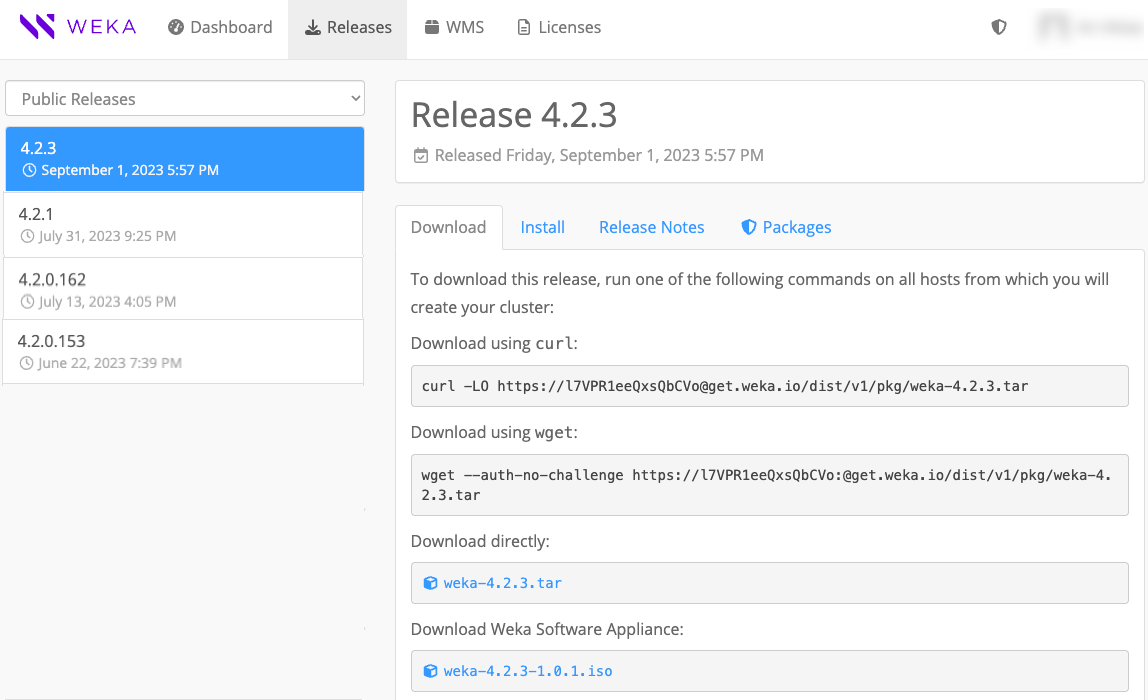 WEKA
Dashboard
Releases
WMS
Licenses
Public Releases
4.2.3
September 1, 2023 5:57 PM
4.2.1
July 31, 2023 9:25 PM
4.2.0.162
July 13, 2023 4:05 PM
4.2.0.153
June 22, 2023 7:39 PM
Release 4.2.3
Released Friday, September 1, 2023 5:57 PM
Download
Install
Release Notes
Packages
To download this release, run one of the following commands on all hosts from which you will
create your cluster:
Download using curl:
curl -LO https://l7VPR1eeQxsQbCVo@get.weka.io/dist/v1/pkg/weka-4.2.3.tar
Download using wget:
wget --auth-no-challenge https://l7VPR1eeQxsQbCVo:@get.weka.io/dist/v1/pkg/weka-4.
2.3.tar
Download directly:
weka-4.2.3.tar
Download Weka Software Appliance:
weka-4.2.3-1.0.1.iso